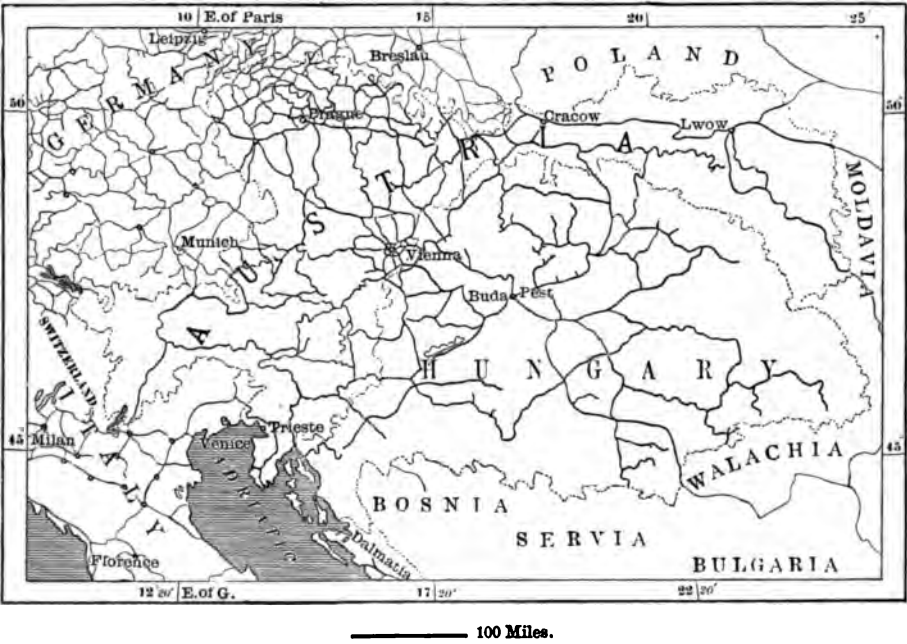 10 E. of Paris 15 20 25
Leipzig
Breslau
POLAND
GERMANY
50
50
Prague
Cracow
Lwow
AUSTRIA
MOLDAVIA
Munich
Vienna
Buda Pest
SWITZERLAND
HUNGARY
ITALY
45
45
Milan
Venice
Trieste
WALACHIA
ADRIATIC
BOSNIA
SERVIA
Dalmatia
Florence
BULGARIA
12°20' E. of G. 17°20' 22°20'
100 Miles.